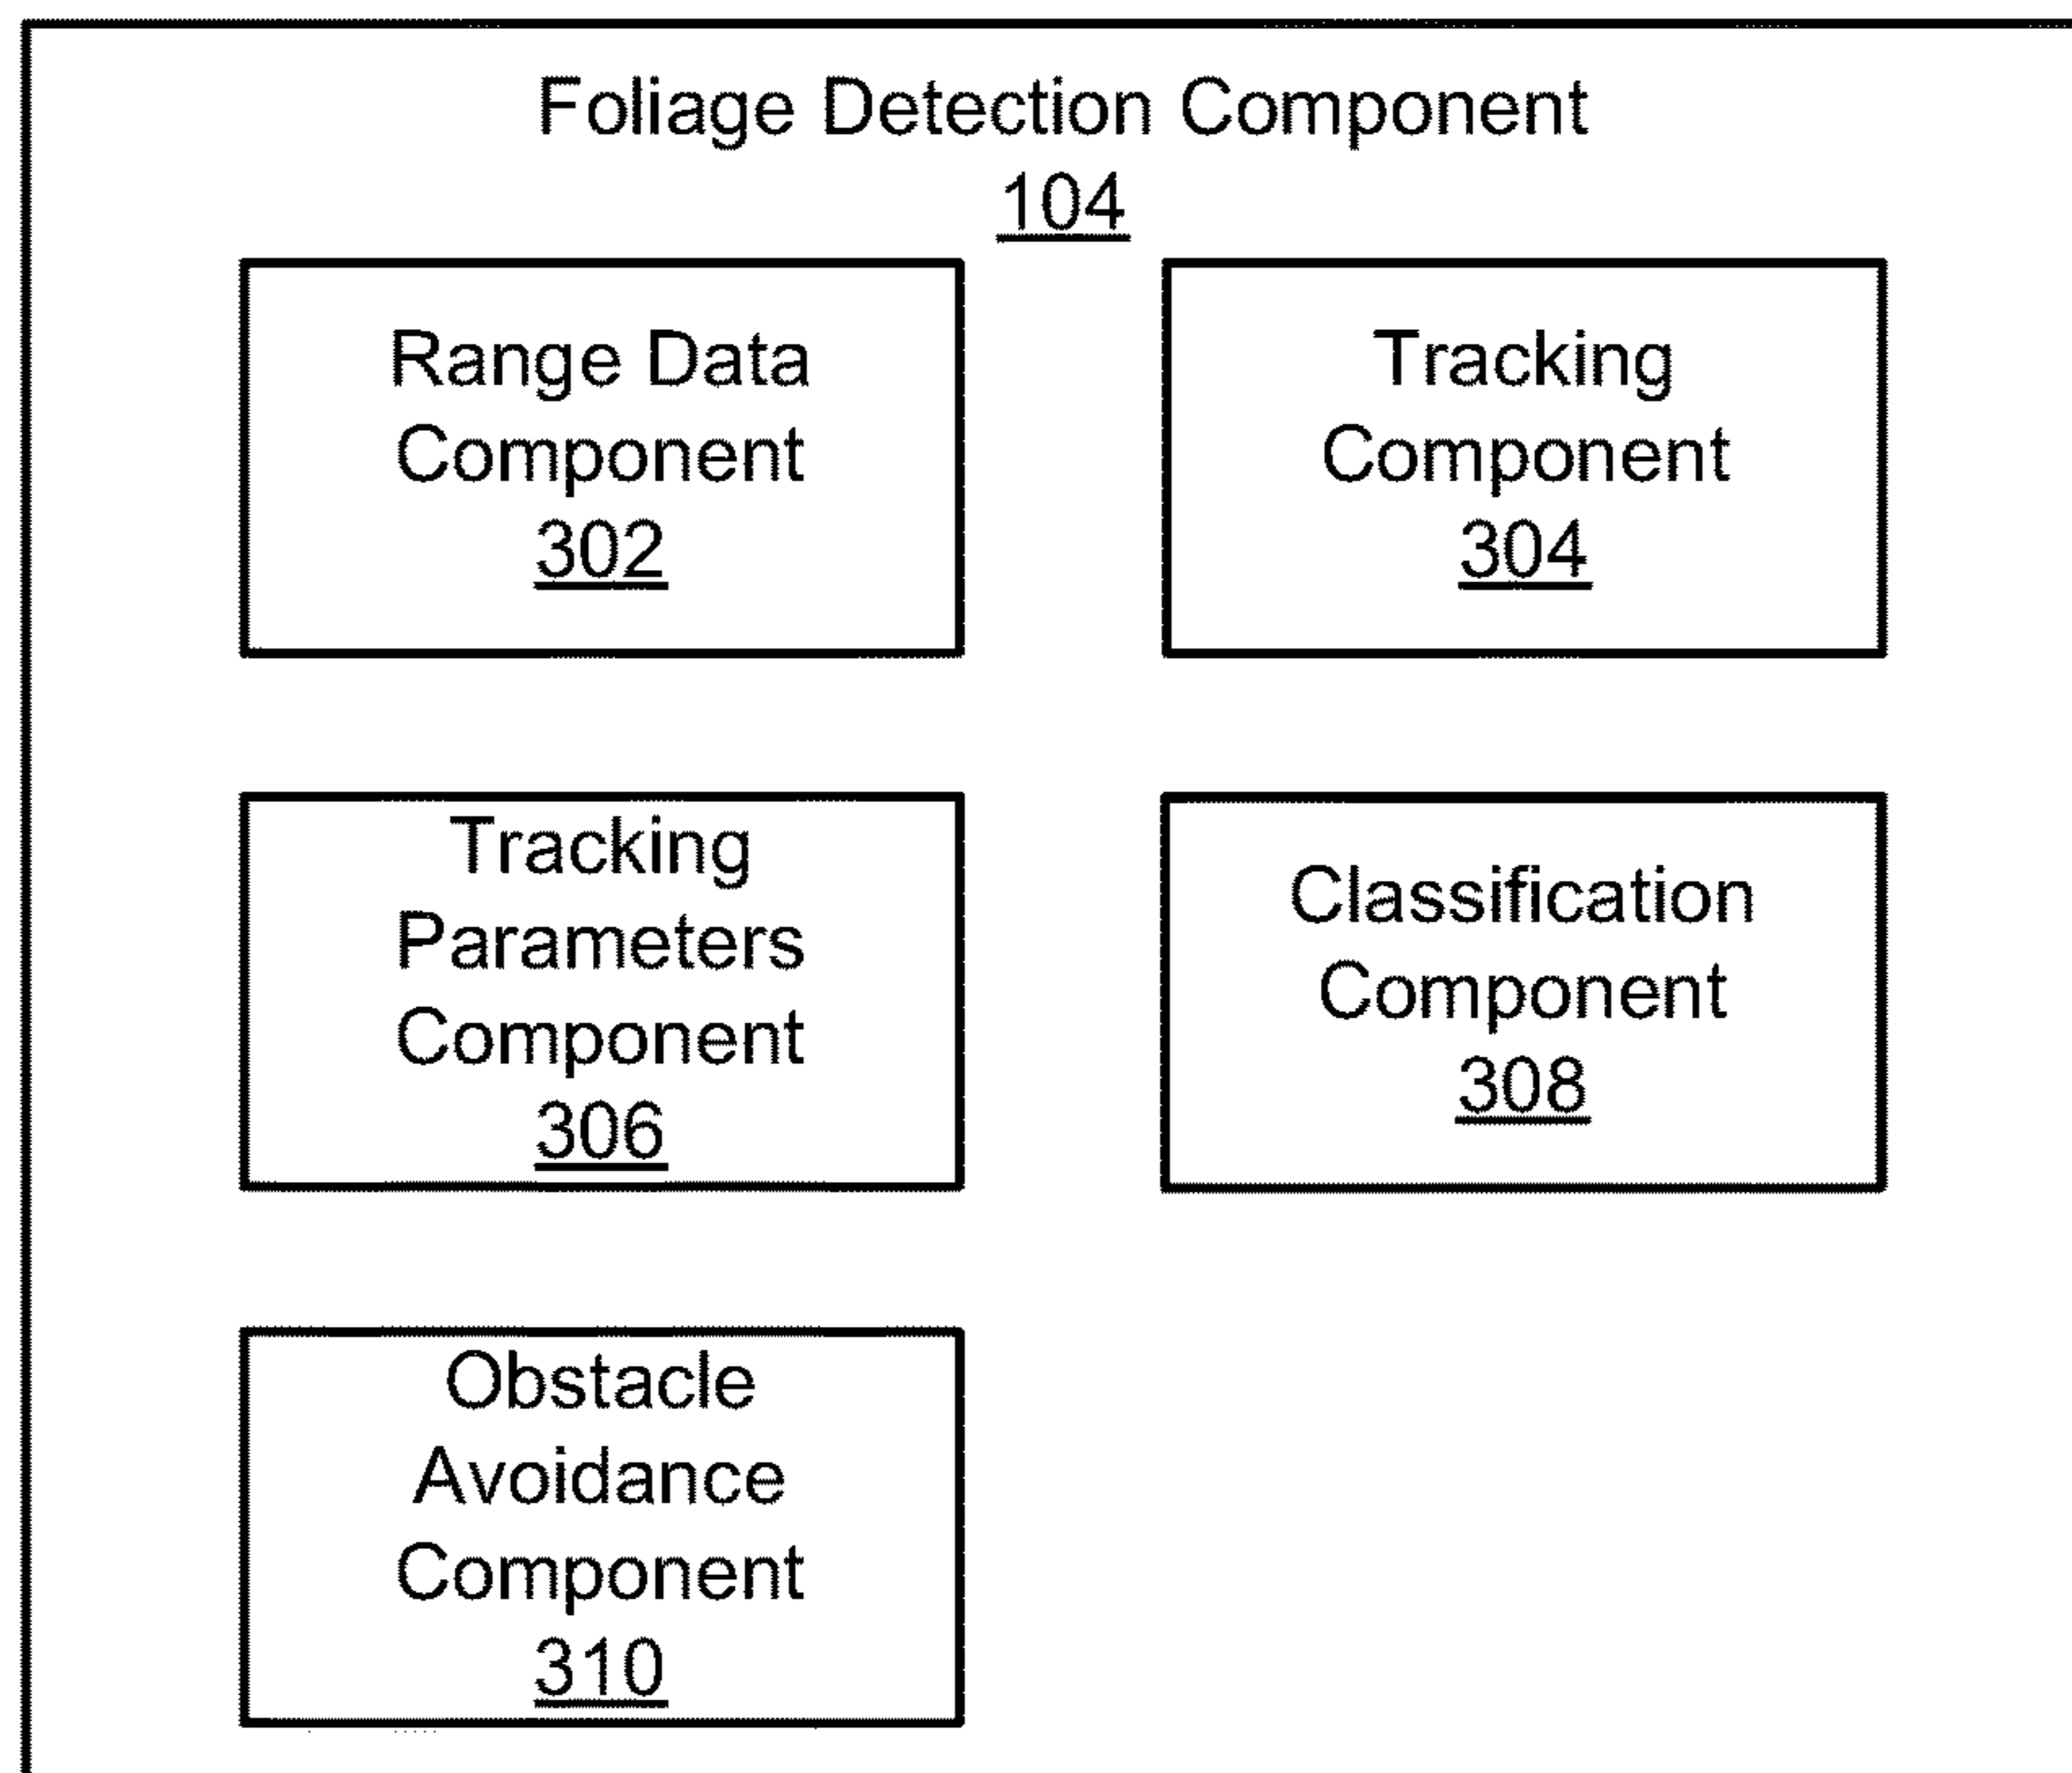 Foliage Detection Component
104
Range Data
Component
302
Tracking
Component
304
Tracking
Parameters
Component
306
Classification
Component
308
Obstacle
Avoidance
Component
310